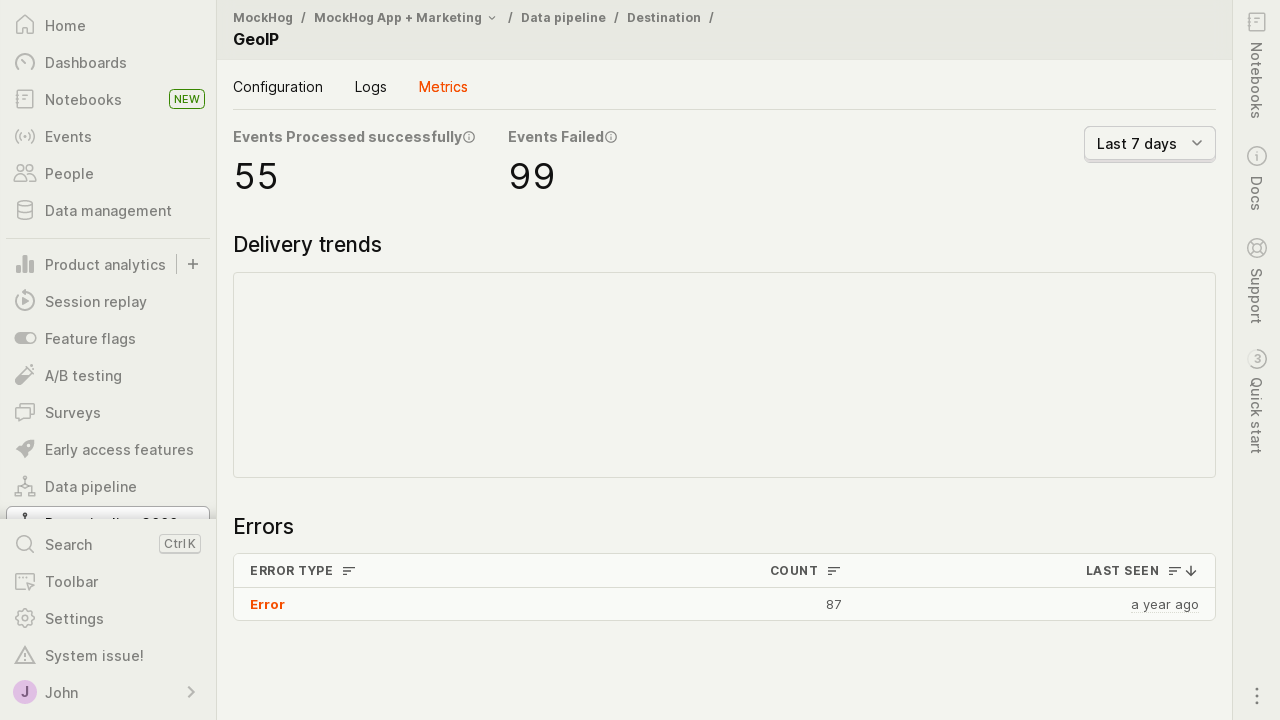 Home
Dashboards
Notebooks NEW
Events
People
Data management
Product analytics
Session replay
Feature flags
A/B testing
Surveys
Early access features
Data pipeline
Search Ctrl K
Toolbar
Settings
System issue!
J John
MockHog / MockHog App + Marketing / Data pipeline / Destination /
GeoIP
Configuration Logs Metrics
Events Processed successfully Events Failed
55 99
Last 7 days
Delivery trends
Errors
ERROR TYPE COUNT LAST SEEN
Error 87 a year ago
Notebooks
Docs
Support
3 Quick start